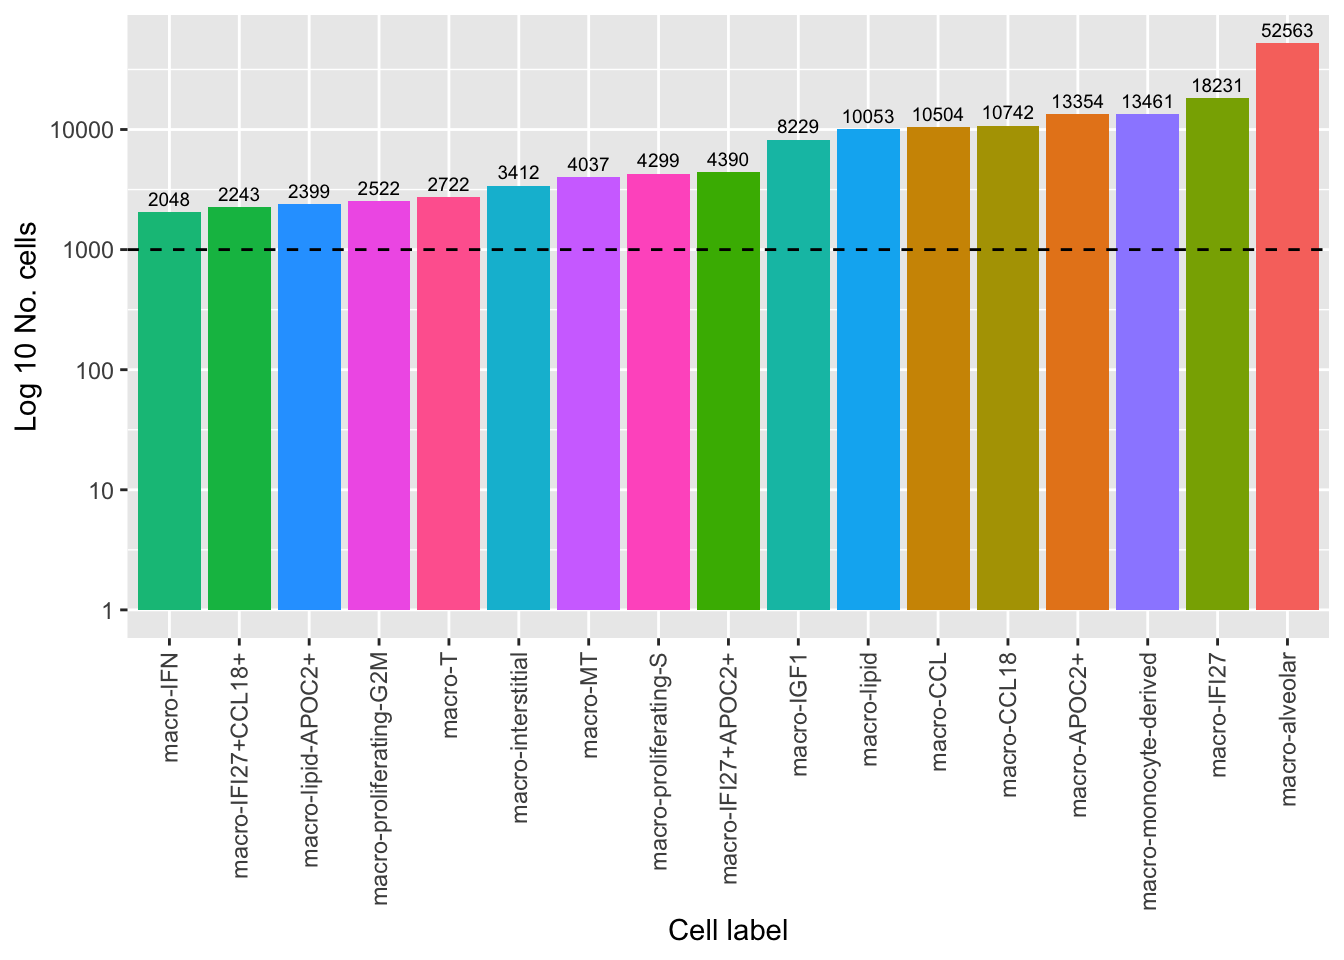 52563
18231
13461
13354
10742
10504
10053
8229
4390
4299
4037
3412
2722
2522
2399
2243
2048
10000
1000
100
10
1
Log 10 No. cells
macro-IFN
macro-IFI27+CCL18+
macro-lipid-APOC2+
macro-proliferating-G2M
macro-T
macro-interstitial
macro-MT
macro-proliferating-S
macro-IFI27+APOC2+
macro-IGF1
macro-lipid
macro-CCL
macro-CCL18
macro-APOC2+
macro-monocyte-derived
macro-IFI27
macro-alveolar
Cell label